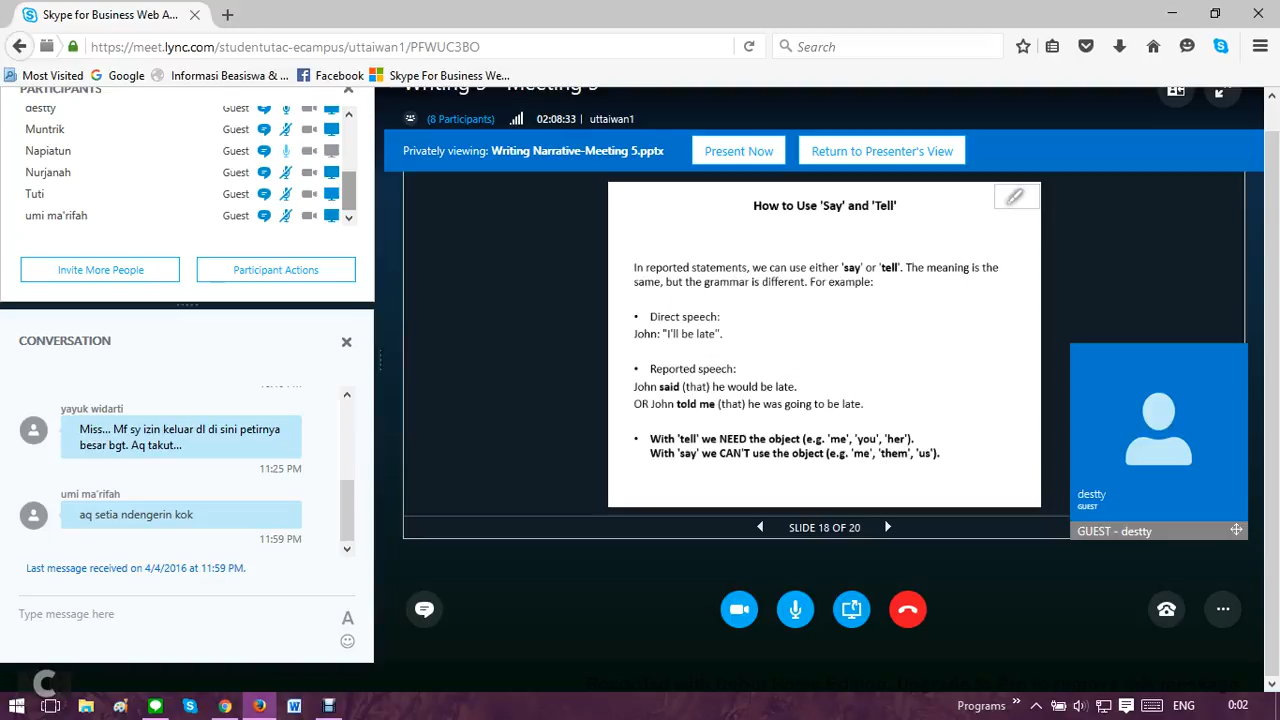 Skype for Business Web A...
https://meet.lync.com/studentutac-ecampus/uttaiwan1/PFWUC3BO
Search
Most Visited
Google
Informasi Beasiswa & ...
Facebook
Skype For Business We...
PARTICIPANTS
destty Guest
Muntrik Guest
Napiatun Guest
Nurjanah Guest
Tuti Guest
umi ma'rifah Guest
Invite More People
Participant Actions
CONVERSATION
yayuk widarti
Miss... Mf sy izin keluar dl di sini petirnya
besar bgt. Aq takut...
11:25 PM
umi ma'rifah
aq setia ndengerin kok
11:59 PM
Last message received on 4/4/2016 at 11:59 PM.
Type message here
A
Writing 5 - Meeting 5
(8 Participants) 02:08:33 | uttaiwan1
Privately viewing: Writing Narrative-Meeting 5.pptx
Present Now
Return to Presenter's View
How to Use 'Say' and 'Tell'
In reported statements, we can use either 'say' or 'tell'. The meaning is the
same, but the grammar is different. For example:
• Direct speech:
John: "I'll be late".
• Reported speech:
John said (that) he would be late.
OR John told me (that) he was going to be late.
• With 'tell' we NEED the object (e.g. 'me', 'you', 'her').
With 'say' we CAN'T use the object (e.g. 'me', 'them', 'us').
SLIDE 18 OF 20
destty
GUEST
GUEST - destty
Programs
ENG
0:02